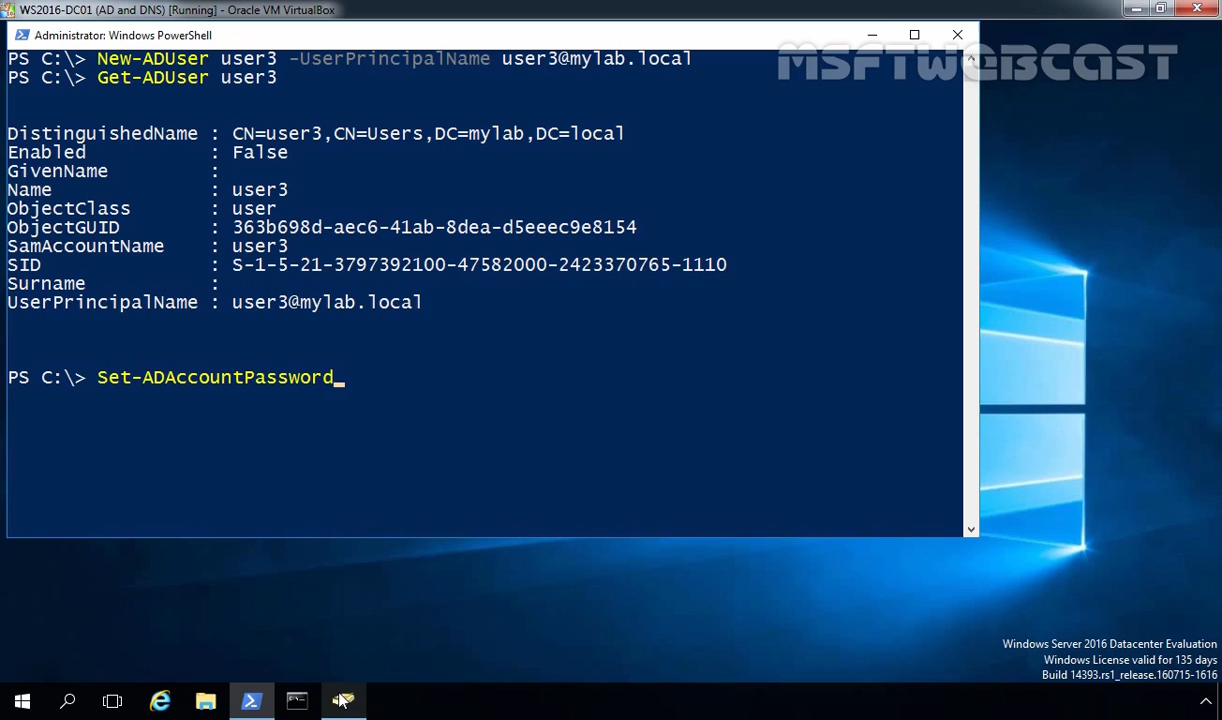 WS2016-DC01 (AD and DNS) [Running] - Oracle VM VirtualBox
Administrator: Windows PowerShell
MSFTWEBCAST
PS C:\> New-ADUser user3 -UserPrincipalName user3@mylab.local
PS C:\> Get-ADUser user3
DistinguishedName : CN=user3,CN=Users,DC=mylab,DC=local
Enabled : False
GivenName :
Name : user3
ObjectClass : user
ObjectGUID : 363b698d-aec6-41ab-8dea-d5eeec9e8154
SamAccountName : user3
SID : S-1-5-21-3797392100-47582000-2423370765-1110
Surname :
UserPrincipalName : user3@mylab.local
PS C:\> Set-ADAccountPassword_
Windows Server 2016 Datacenter Evaluation
Windows License valid for 135 days
Build 14393.rs1_release.160715-1616